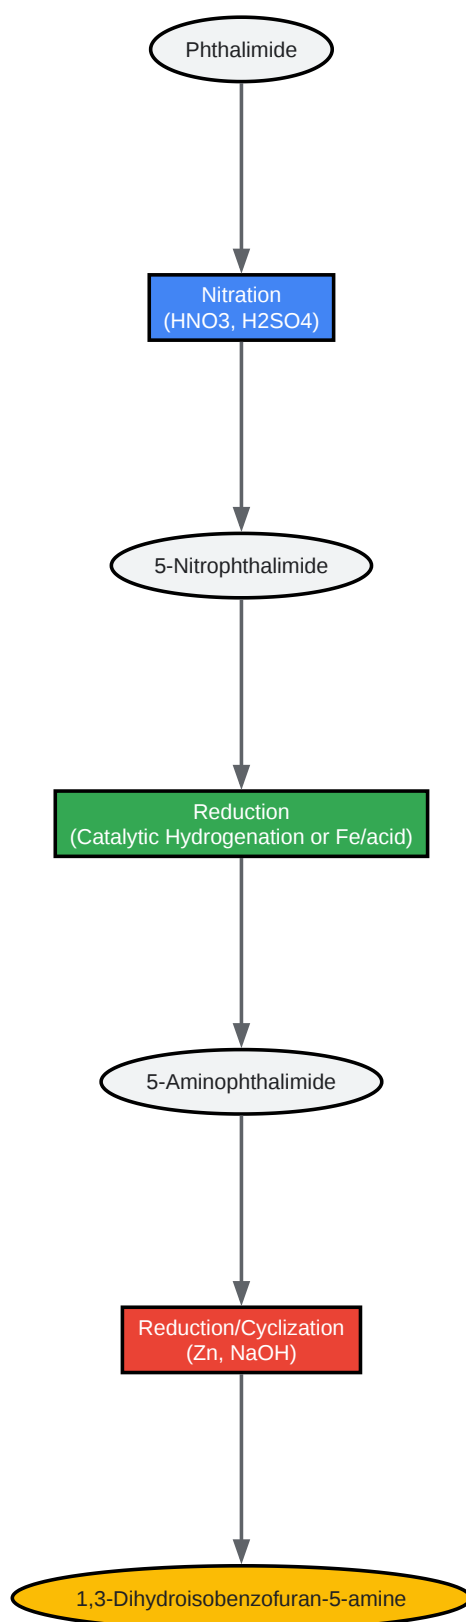 Phthalimide
Nitration
(HNO3, H2SO4)
5-Nitrophthalimide
Reduction
(Catalytic Hydrogenation or Fe/acid)
5-Aminophthalimide
Reduction/Cyclization
(Zn, NaOH)
1,3-Dihydroisobenzofuran-5-amine